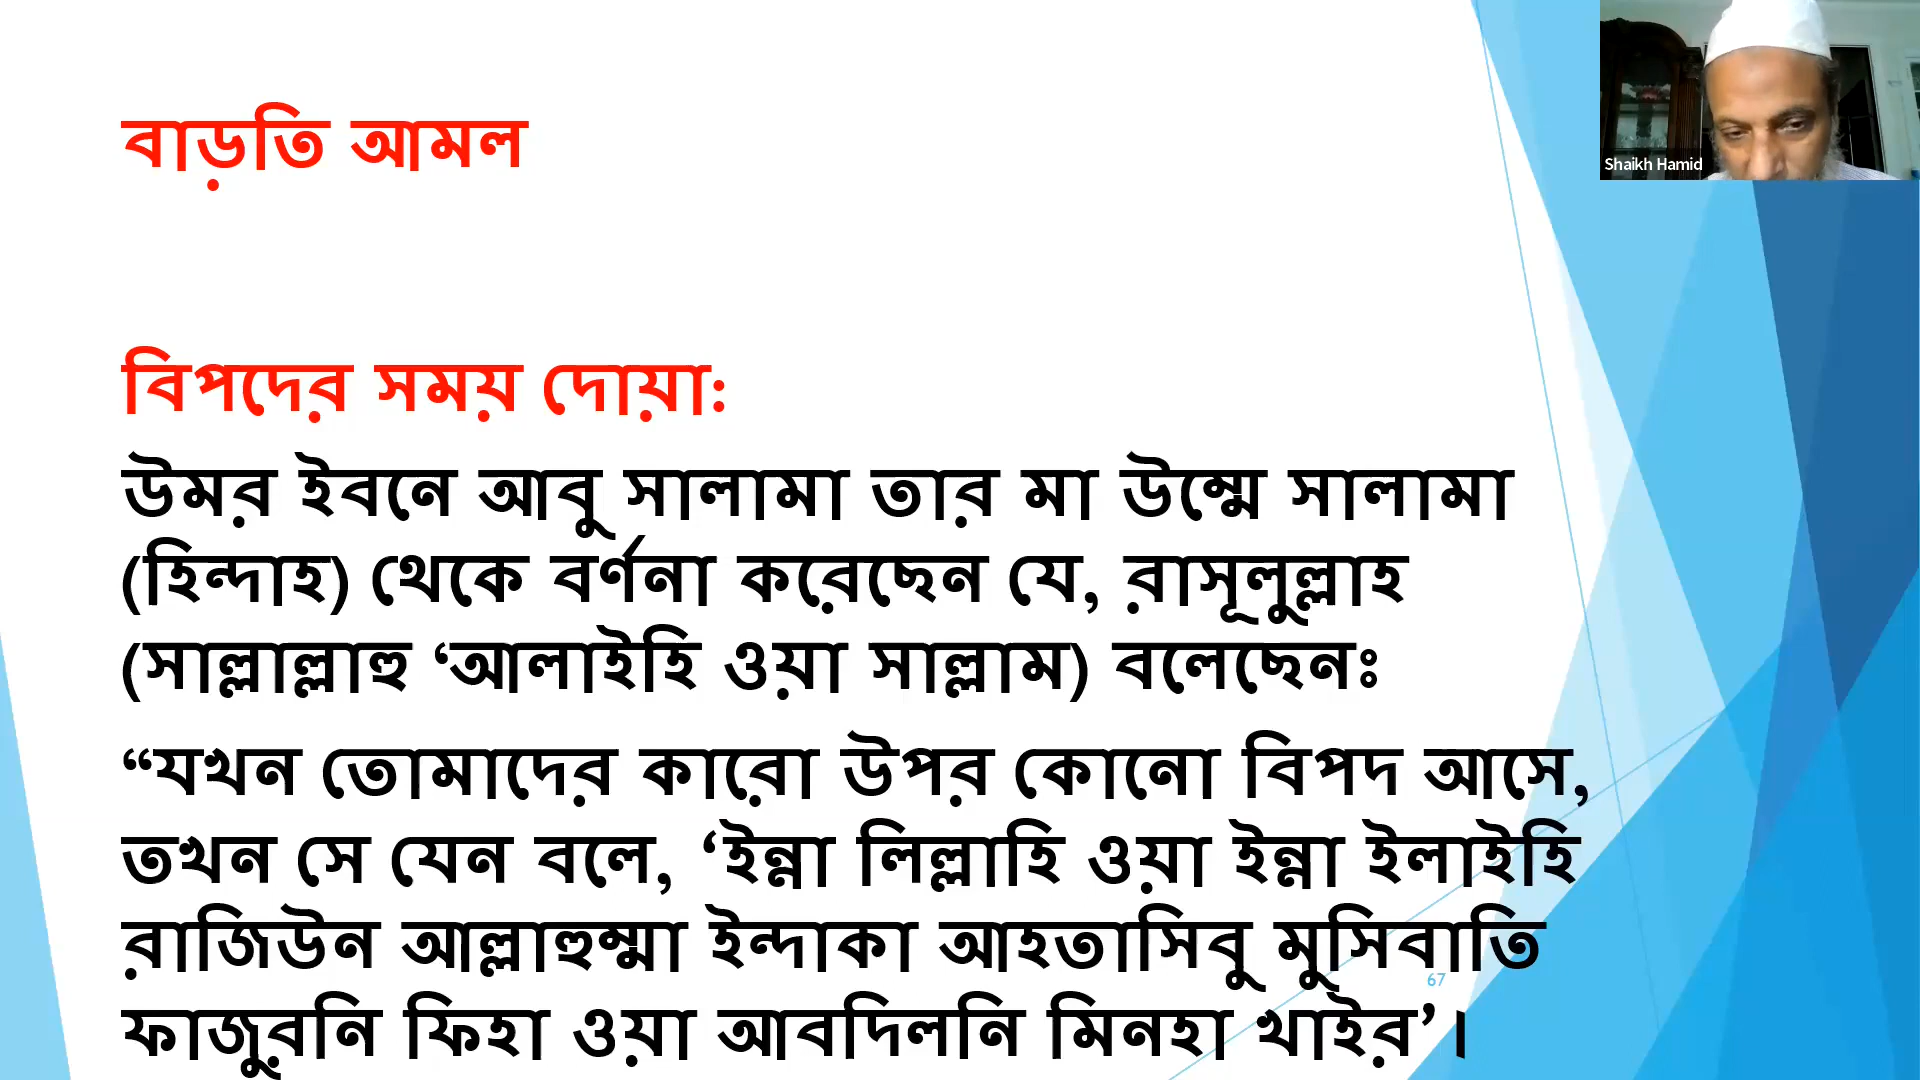 বাড়তি আমল
Shaikh Hamid
বিপদের সময় দোয়া:
উমর ইবনে আবু সালামা তার মা উম্মে সালামা
(হিন্দাহ) থেকে বর্ণনা করেছেন যে, রাসূলুল্লাহ
(সাল্লাল্লাহু ‘আলাইহি ওয়া সাল্লাম) বলেছেনঃ
“যখন তোমাদের কারো উপর কোনো বিপদ আসে,
তখন সে যেন বলে, ‘ইন্না লিল্লাহি ওয়া ইন্না ইলাইহি
রাজিউন আল্লাহুম্মা ইন্দাকা আহতাসিবু মুসিবাতি
ফাজুরনি ফিহা ওয়া আবদিলনি মিনহা খাইর’।
67